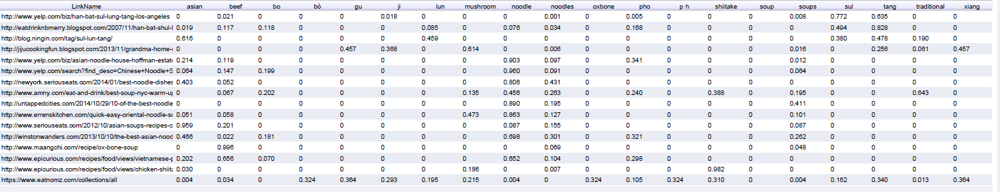 LinkName asian beef bo bò gu ji lun mushroom noodle noodles oxbone pho p h shiitake soup soups sul tang traditional xiang
http://www.yelp.com/biz/han-bat-sul-lung-tang-los-angeles 0 0.021 0 0 0 0.018 0 0 0 0.001 0 0.005 0 0 0 0.008 0.772 0.635 0 0
http://eatdrinknbmerry.blogspot.com/2007/11/han-bat-shul-l 0.019 0.117 0.118 0 0 0 0.085 0 0.076 0.034 0 0.168 0 0 0 0 0.494 0.828 0 0
http://blog.ningin.com/tag/sul-lun-tang/ 0.616 0 0 0 0 0 0.459 0 0 0 0 0 0 0 0 0 0.380 0.478 0.190 0
http://jijucookingfun.blogspot.com/2013/11/grandma-home- 0 0 0 0 0.457 0.368 0 0.614 0 0.006 0 0 0 0 0 0.016 0 0.256 0.061 0.457
http://www.yelp.com/biz/asian-noodle-house-hoffman-estate 0.214 0.119 0 0 0 0 0 0 0.903 0.097 0 0.341 0 0 0 0.012 0 0 0 0
http://www.yelp.com/search?find_desc=Chinese+Noodle+S 0.064 0.147 0.199 0 0 0 0 0 0.960 0.091 0 0 0 0 0 0.064 0 0 0 0
http://newyork.seriouseats.com/2014/01/best-noodle-dishes 0.403 0.052 0 0 0 0 0 0 0.806 0.431 0 0 0 0 0 0 0 0 0 0
http://www.amny.com/eat-and-drink/best-soup-nyc-warm-up 0 0.067 0.202 0 0 0 0 0.135 0.456 0.263 0 0.240 0 0.388 0 0.195 0 0 0.643 0
http://untappedcities.com/2014/10/29/10-of-the-best-noodle 0 0 0 0 0 0 0 0 0.890 0.195 0 0 0 0 0 0.411 0 0 0 0
http://www.errenskitchen.com/quick-easy-oriental-noodle-so 0.051 0.058 0 0 0 0 0 0.473 0.863 0.127 0 0 0 0 0 0.101 0 0 0 0
http://www.seriouseats.com/2012/10/asian-soups-recipes-c 0.959 0.201 0 0 0 0 0 0 0.087 0.155 0 0 0 0 0 0.087 0 0 0 0
http://winstonwanders.com/2013/10/10/the-best-asian-nood 0.466 0.022 0.181 0 0 0 0 0 0.698 0.301 0 0.321 0 0 0 0.262 0 0 0 0
http://www.maangchi.com/recipe/ox-bone-soup 0 0.996 0 0 0 0 0 0 0 0.069 0 0 0 0 0 0.048 0 0 0 0
http://www.epicurious.com/recipes/food/views/vietnamese-p 0.202 0.656 0.070 0 0 0 0 0 0.652 0.104 0 0.298 0 0 0 0 0 0 0 0
http://www.epicurious.com/recipes/food/views/chicken-shiita 0.030 0 0 0 0 0 0 0.186 0 0.007 0 0 0 0.982 0 0 0 0 0 0
https://www.eatnomz.com/collections/all 0.004 0.034 0 0.324 0.364 0.293 0.195 0.215 0.004 0 0.324 0.105 0.324 0.310 0 0.004 0.162 0.340 0.013 0.364